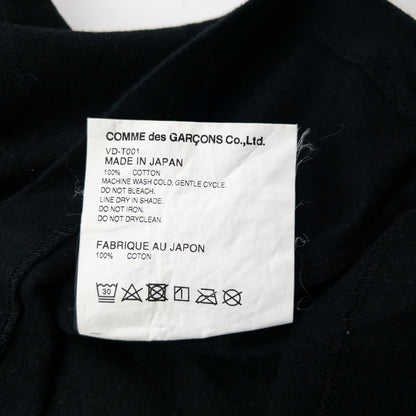 COMME des GARÇONS Co.,Ltd.
VD-T001
MADE IN JAPAN
100% COTTON
MACHINE WASH COLD, GENTLE CYCLE.
DO NOT BLEACH.
LINE DRY IN SHADE.
DO NOT IRON.
DO NOT DRYCLEAN.
FABRIQUE AU JAPON
100% COTON
30